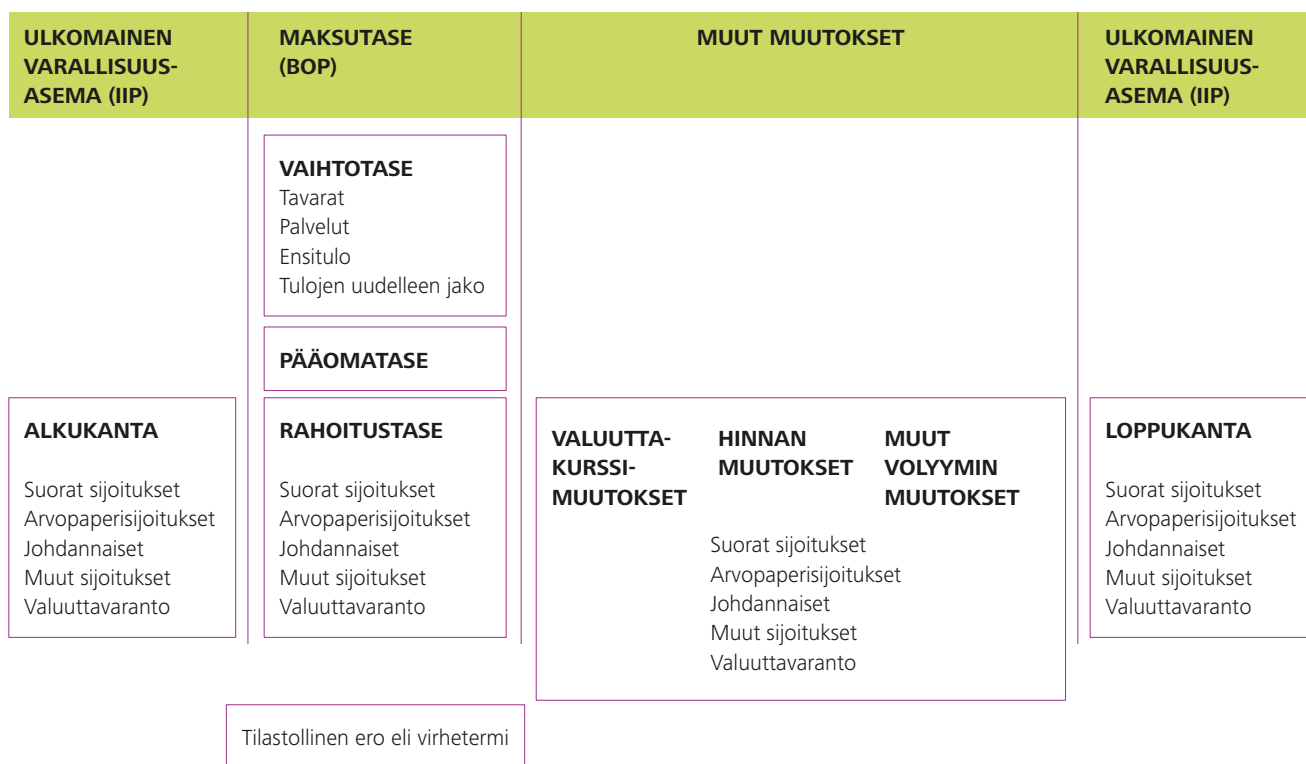 ULKOMAINEN
VARALLISUUS-
ASEMA (IIP)
MAKSUTASE
(BOP)
MUUT MUUTOKSET
ULKOMAINEN
VARALLISUUS-
ASEMA (IIP)
VAIHTOTASE
Tavarat
Palvelut
Ensitulo
Tulojen uudelleen jako
PÄÄOMATASE
ALKUKANTA
Suorat sijoitukset
Arvopaperisijoitukset
Johdannaiset
Muut sijoitukset
Valuuttavaranto
RAHOITUSTASE
Suorat sijoitukset
Arvopaperisijoitukset
Johdannaiset
Muut sijoitukset
Valuuttavaranto
VALUUTTA-
KURSSI-
MUUTOKSET
HINNAN
MUUTOKSET
MUUT
VOLYYMIN
MUUTOKSET
Suorat sijoitukset
Arvopaperisijoitukset
Johdannaiset
Muut sijoitukset
Valuuttavaranto
LOPPUKANTA
Suorat sijoitukset
Arvopaperisijoitukset
Johdannaiset
Muut sijoitukset
Valuuttavaranto
Tilastollinen ero eli virhetermi